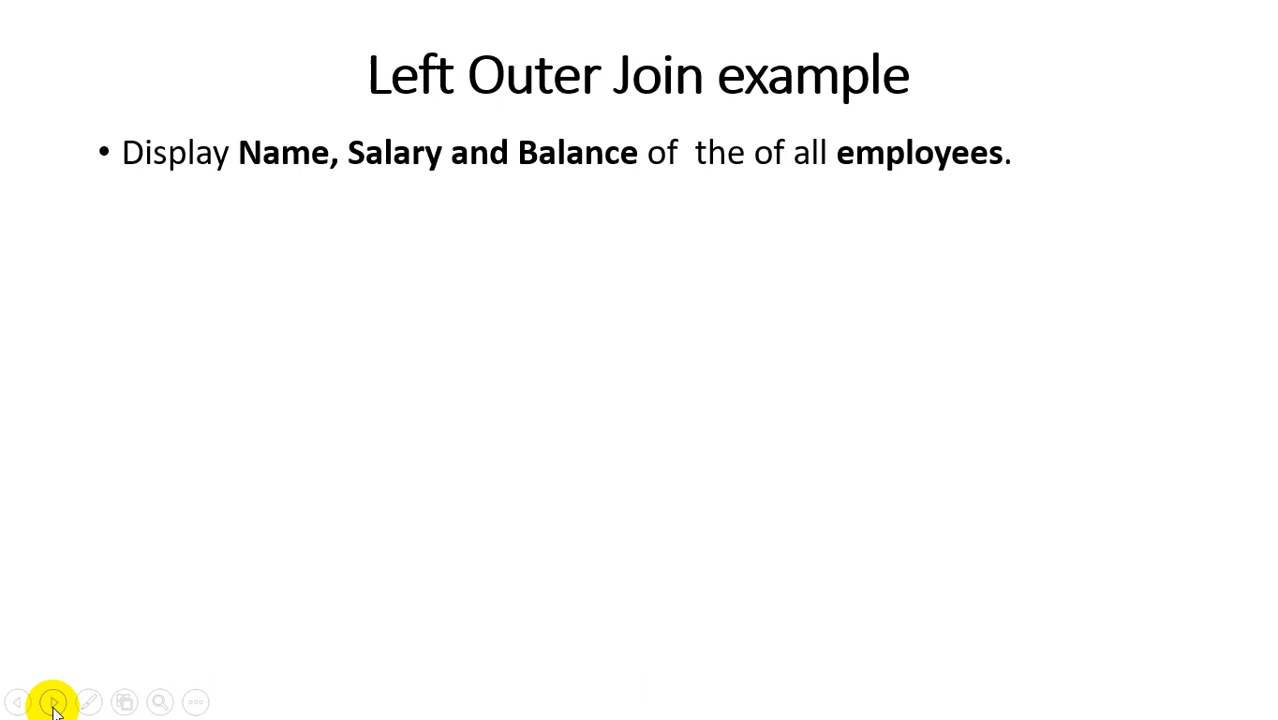 Left Outer Join example
• Display Name, Salary and Balance of  the of all employees.